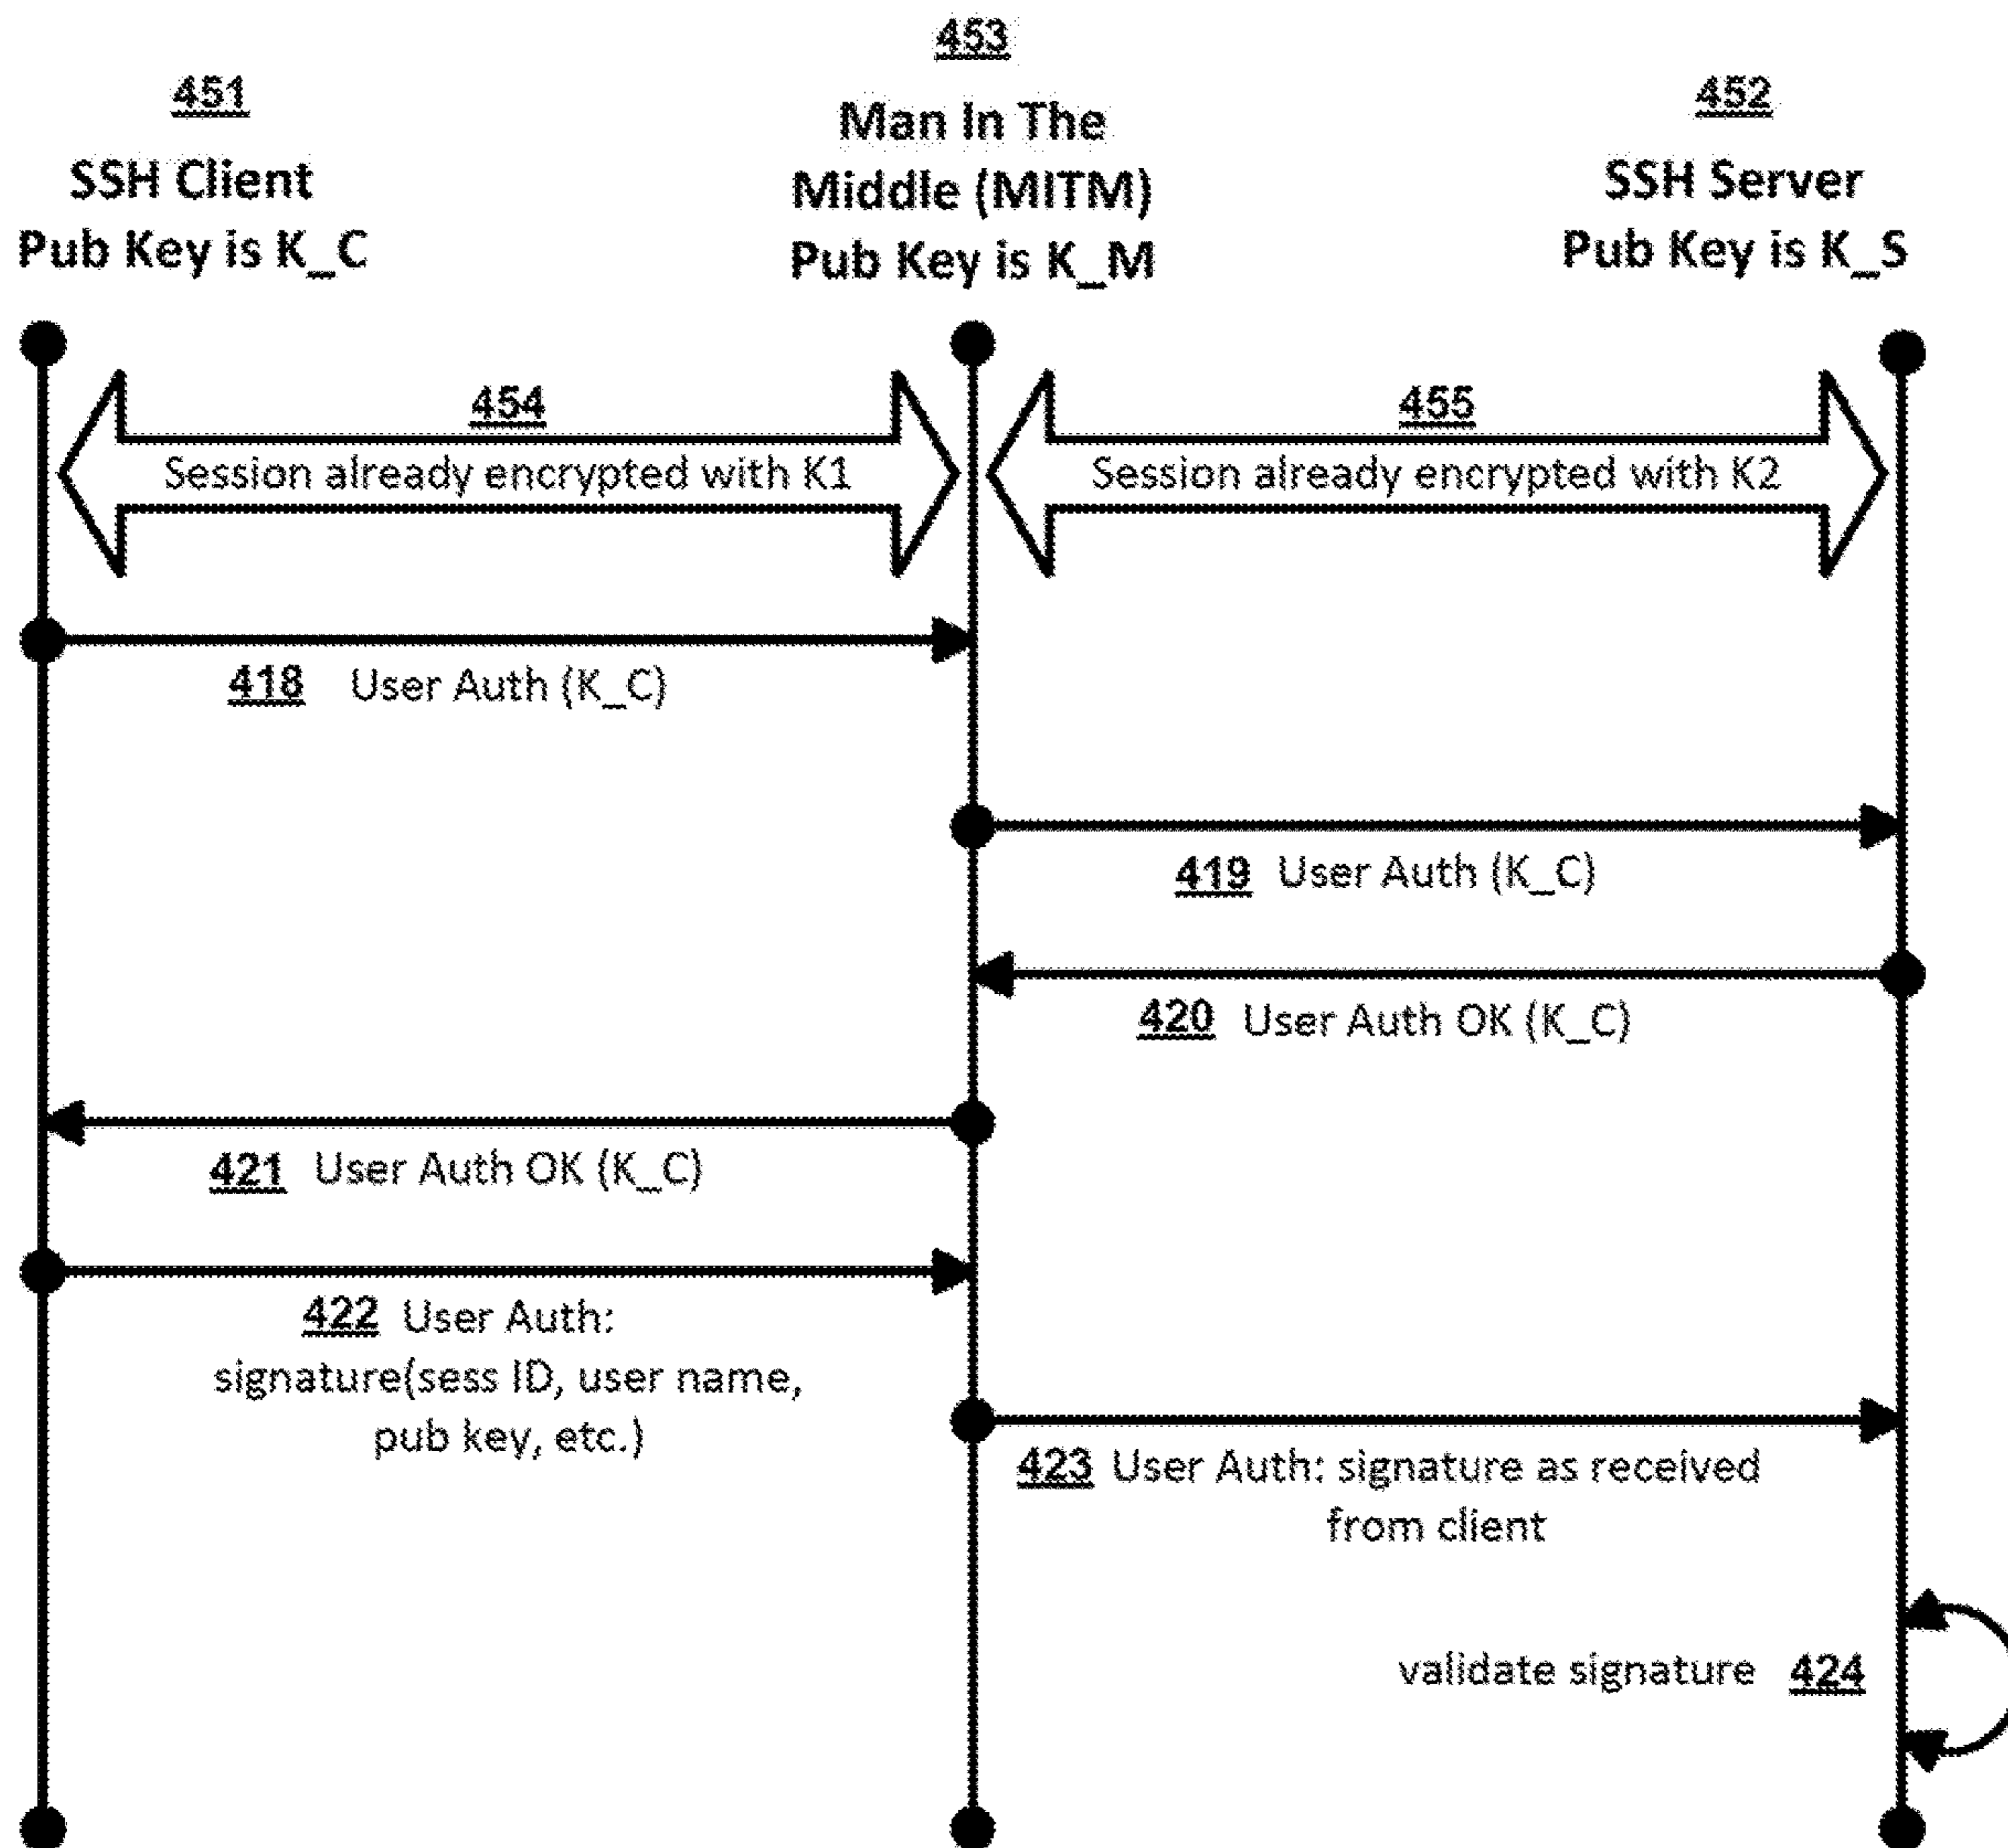 453
451
452
Man In The
Middle (MITM)
Pub Key is K_M
SSH Client
Pub Key is K_C
SSH Server
Pub Key is K_S
454
Session already encrypted with K1
455
Session already encrypted with K2
418 User Auth (K_C)
419 User Auth (K_C)
420 User Auth OK (K_C)
421 User Auth OK (K_C)
422 User Auth:
signature(sess ID, user name,
pub key, etc.)
423 User Auth: signature as received
from client
validate signature 424